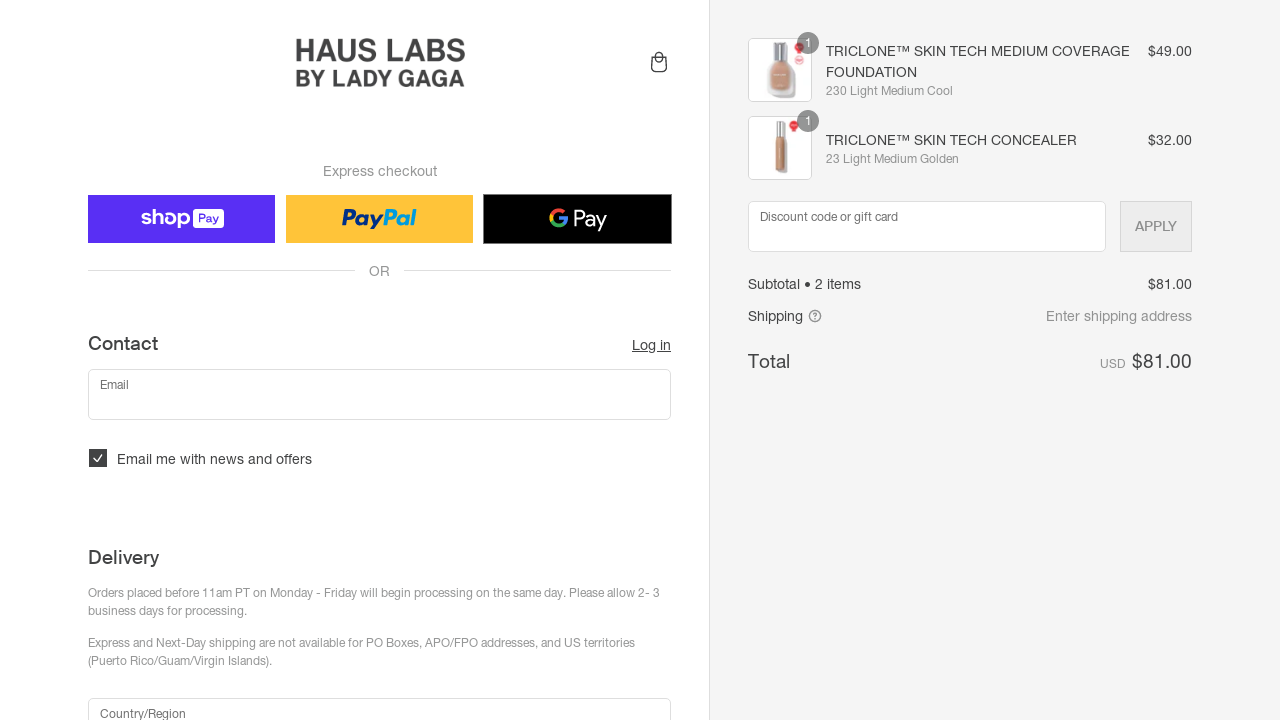 HAUS LABS
BY LADY GAGA
Express checkout
shop Pay
PayPal
G Pay
OR
Contact
Log in
Email
Email me with news and offers
Delivery
Orders placed before 11am PT on Monday - Friday will begin processing on the same day. Please allow 2- 3
business days for processing.
Express and Next-Day shipping are not available for PO Boxes, APO/FPO addresses, and US territories
(Puerto Rico/Guam/Virgin Islands).
Country/Region
1
TRICLONE™ SKIN TECH MEDIUM COVERAGE $49.00
FOUNDATION
230 Light Medium Cool
1
TRICLONE™ SKIN TECH CONCEALER $32.00
23 Light Medium Golden
Discount code or gift card
APPLY
Subtotal • 2 items $81.00
Shipping Enter shipping address
Total USD $81.00